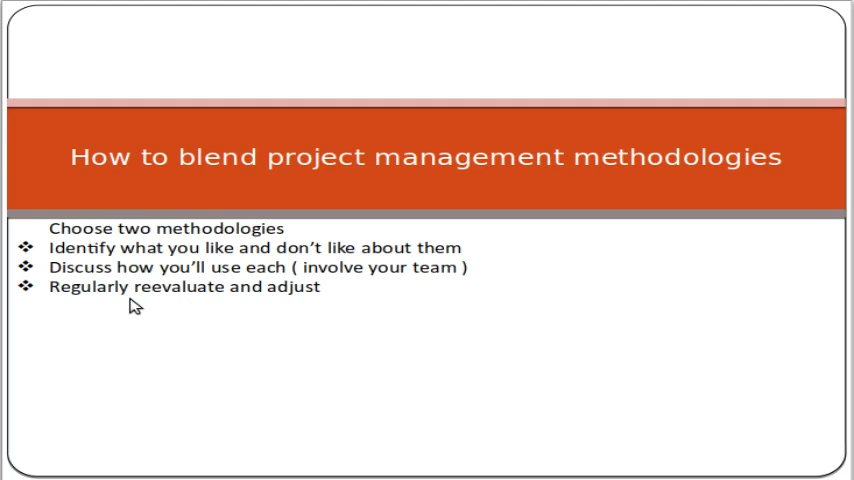 How to blend project management methodologies
Choose two methodologies
❖ Identify what you like and don’t like about them
❖ Discuss how you’ll use each ( involve your team )
❖ Regularly reevaluate and adjust